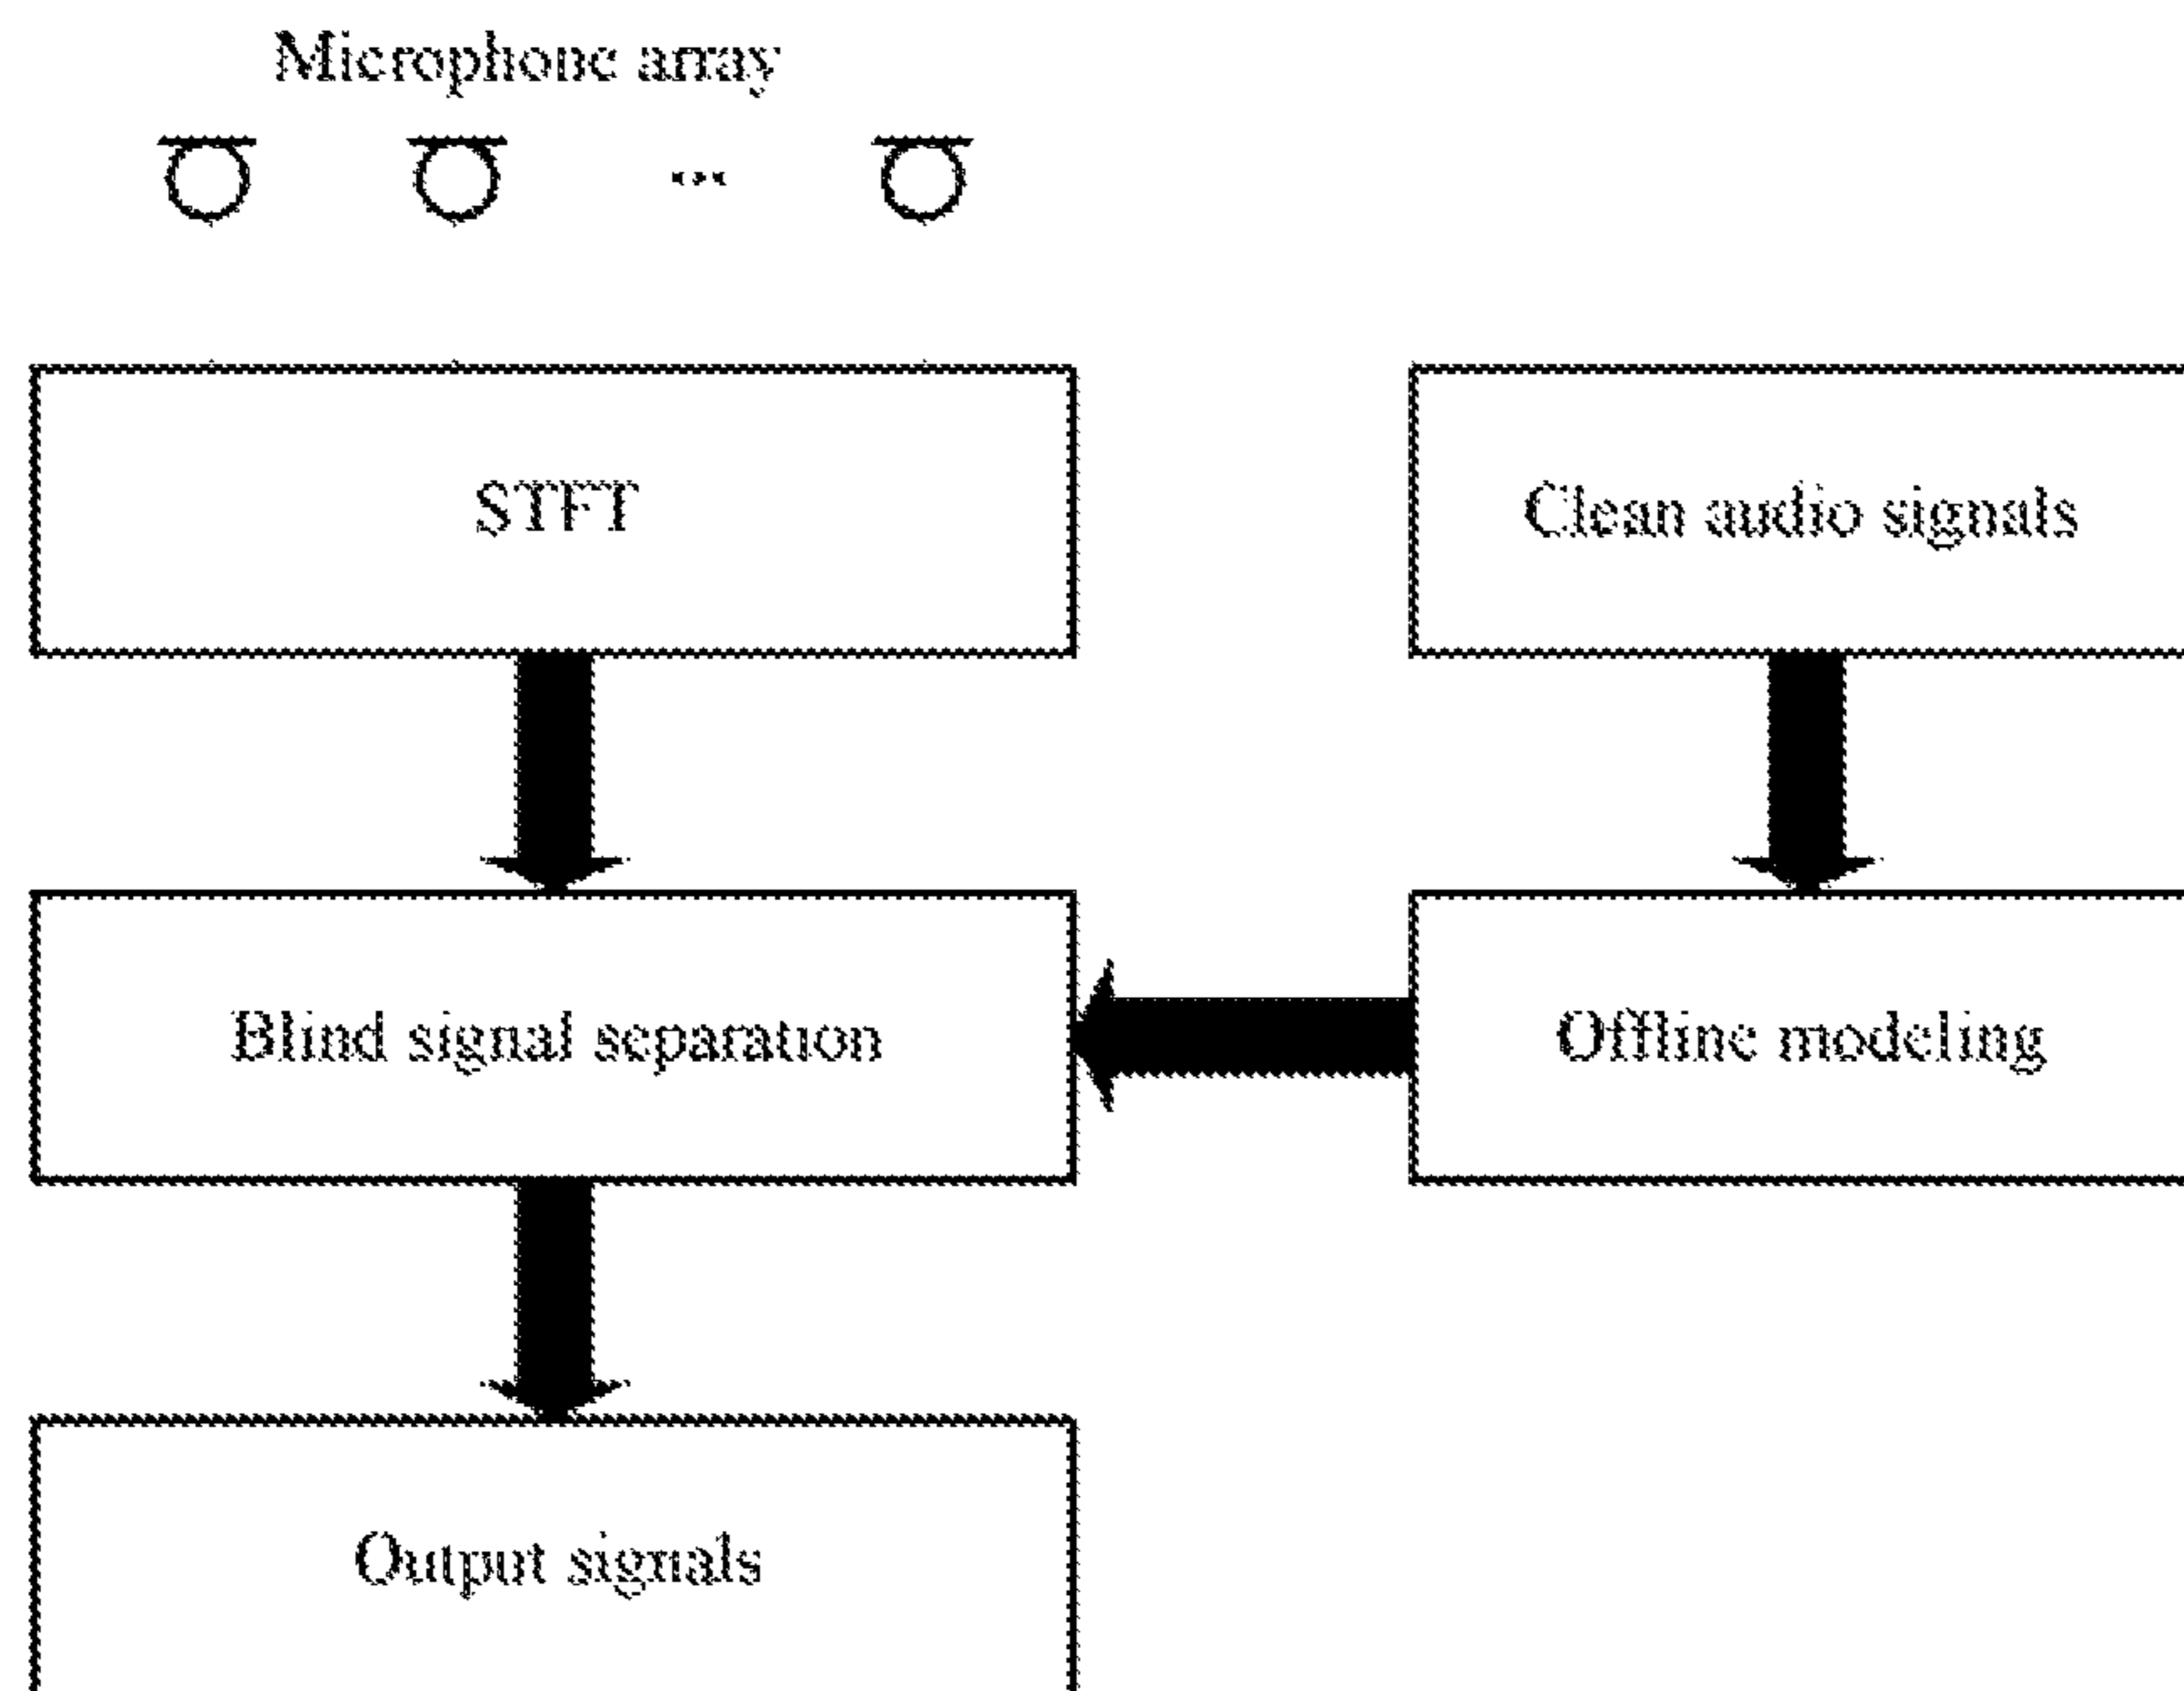 Microphone array
...
STFT
Clean audio signals
Blind signal separation
Offline modeling
Output signals